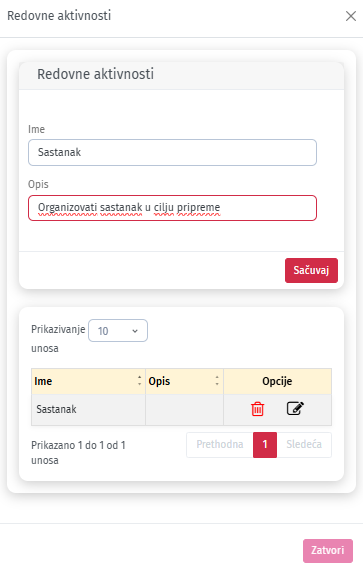 Redovne aktivnosti
Redovne aktivnosti
Ime
Sastanak
Opis
Organizovati sastanak u cilju pripreme
Sačuvaj
Prikazivanje 10
unosa
Ime Opis Opcije
Sastanak
Prikazano 1 do 1 od 1
unosa
Prethodna 1 Sledeća
Zatvori